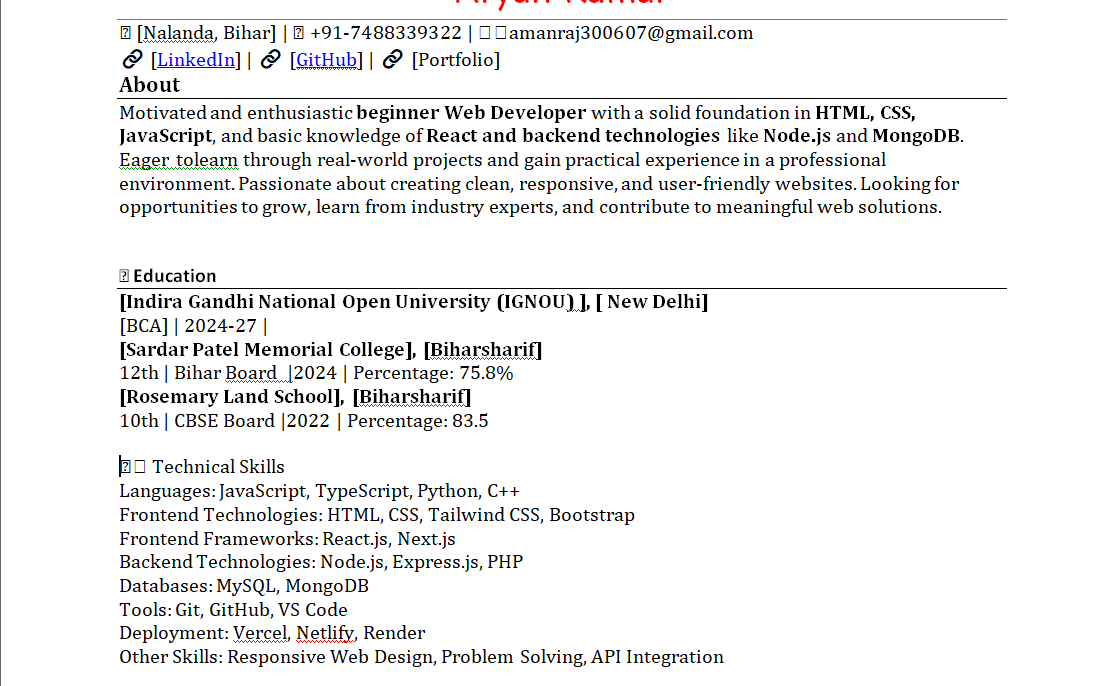 Aryan Kumar
[Nalanda, Bihar] | +91-7488339322 | amanraj300607@gmail.com
[LinkedIn] | [GitHub] | [Portfolio]
About
Motivated and enthusiastic beginner Web Developer with a solid foundation in HTML, CSS,
JavaScript, and basic knowledge of React and backend technologies like Node.js and MongoDB.
Eager tolearn through real-world projects and gain practical experience in a professional
environment. Passionate about creating clean, responsive, and user-friendly websites. Looking for
opportunities to grow, learn from industry experts, and contribute to meaningful web solutions.
Education
[Indira Gandhi National Open University (IGNOU) ], [ New Delhi]
[BCA] | 2024-27 |
[Sardar Patel Memorial College], [Biharsharif]
12th | Bihar Board |2024 | Percentage: 75.8%
[Rosemary Land School], [Biharsharif]
10th | CBSE Board |2022 | Percentage: 83.5
Technical Skills
Languages: JavaScript, TypeScript, Python, C++
Frontend Technologies: HTML, CSS, Tailwind CSS, Bootstrap
Frontend Frameworks: React.js, Next.js
Backend Technologies: Node.js, Express.js, PHP
Databases: MySQL, MongoDB
Tools: Git, GitHub, VS Code
Deployment: Vercel, Netlify, Render
Other Skills: Responsive Web Design, Problem Solving, API Integration